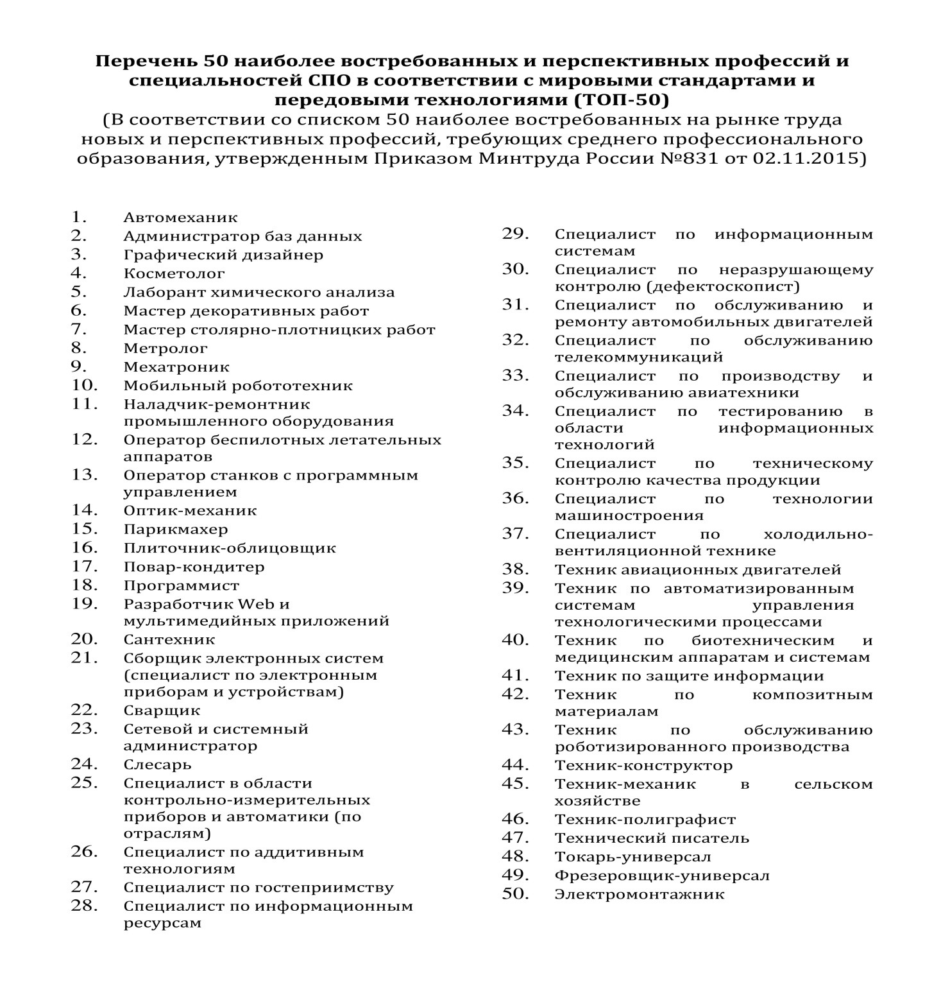 Перечень 50 наиболее востребованных и перспективных профессий и
специальностей СПО в соответствии с мировыми стандартами и
передовыми технологиями (ТОП-50)
(В соответствии со списком 50 наиболее востребованных на рынке труда
новых и перспективных профессий, требующих среднего профессионального
образования, утвержденным Приказом Минтруда России №831 от 02.11.2015)
1. Автомеханик
2. Администратор баз данных
3. Графический дизайнер
4. Косметолог
5. Лаборант химического анализа
6. Мастер декоративных работ
7. Мастер столярно-плотницких работ
8. Метролог
9. Мехатроник
10. Мобильный робототехник
11. Наладчик-ремонтник
промышленного оборудования
12. Оператор беспилотных летательных
аппаратов
13. Оператор станков с программным
управлением
14. Оптик-механик
15. Парикмахер
16. Плиточник-облицовщик
17. Повар-кондитер
18. Программист
19. Разработчик Web и
мультимедийных приложений
20. Сантехник
21. Сборщик электронных систем
(специалист по электронным
приборам и устройствам)
22. Сварщик
23. Сетевой и системный
администратор
24. Слесарь
25. Специалист в области
контрольно-измерительных
приборов и автоматики (по
отраслям)
26. Специалист по аддитивным
технологиям
27. Специалист по гостеприимству
28. Специалист по информационным
ресурсам
29. Специалист по информационным
системам
30. Специалист по неразрушающему
контролю (дефектоскопист)
31. Специалист по обслуживанию и
ремонту автомобильных двигателей
32. Специалист по обслуживанию
телекоммуникаций
33. Специалист по производству и
обслуживанию авиатехники
34. Специалист по тестированию в
области информационных
технологий
35. Специалист по техническому
контролю качества продукции
36. Специалист по технологии
машиностроения
37. Специалист по холодильно-
вентиляционной технике
38. Техник авиационных двигателей
39. Техник по автоматизированным
системам управления
технологическими процессами
40. Техник по биотехническим и
медицинским аппаратам и системам
41. Техник по защите информации
42. Техник по композитным
материалам
43. Техник по обслуживанию
роботизированного производства
44. Техник-конструктор
45. Техник-механик в сельском
хозяйстве
46. Техник-полиграфист
47. Технический писатель
48. Токарь-универсал
49. Фрезеровщик-универсал
50. Электромонтажник